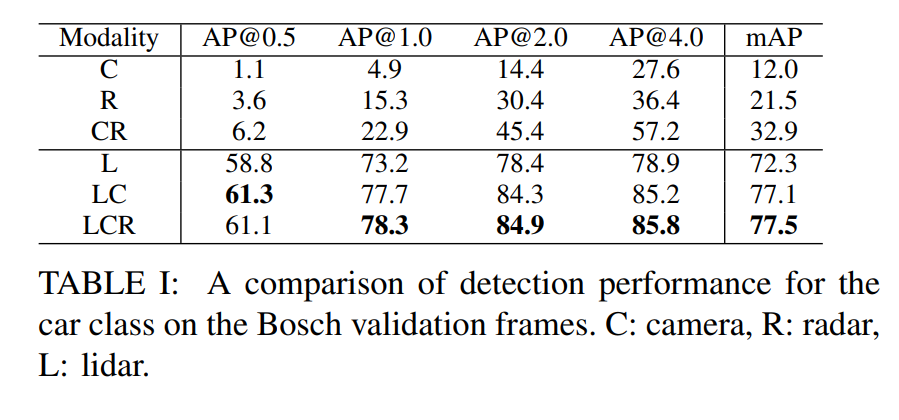 Modality AP@0.5 AP@1.0 AP@2.0 AP@4.0 mAP
C 1.1 4.9 14.4 27.6 12.0
R 3.6 15.3 30.4 36.4 21.5
CR 6.2 22.9 45.4 57.2 32.9
L 58.8 73.2 78.4 78.9 72.3
LC 61.3 77.7 84.3 85.2 77.1
LCR 61.1 78.3 84.9 85.8 77.5
TABLE I: A comparison of detection performance for the
car class on the Bosch validation frames. C: camera, R: radar,
L: lidar.